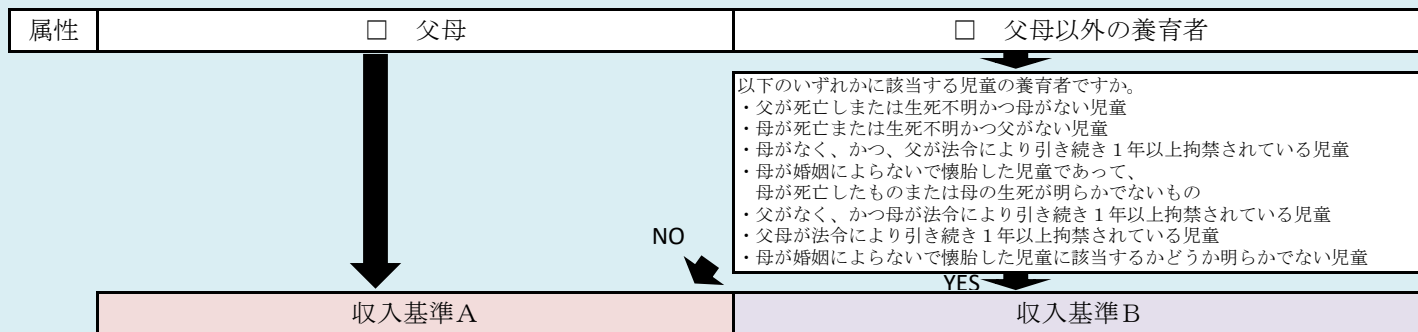 属性
□ 父母
□ 父母以外の養育者
以下のいずれかに該当する児童の養育者ですか。
・父が死亡しまたは生死不明かつ母がない児童
・母が死亡または生死不明かつ父がない児童
・母がなく、かつ、父が法令により引き続き１年以上拘禁されている児童
・母が婚姻によらないで懐胎した児童であって、
母が死亡したものまたは母の生死が明らかでないもの
・父がなく、かつ母が法令により引き続き１年以上拘禁されている児童
・父母が法令により引き続き１年以上拘禁されている児童
・母が婚姻によらないで懐胎した児童に該当するかどうか明らかでない児童
NO
YES
収入基準Ａ
収入基準Ｂ